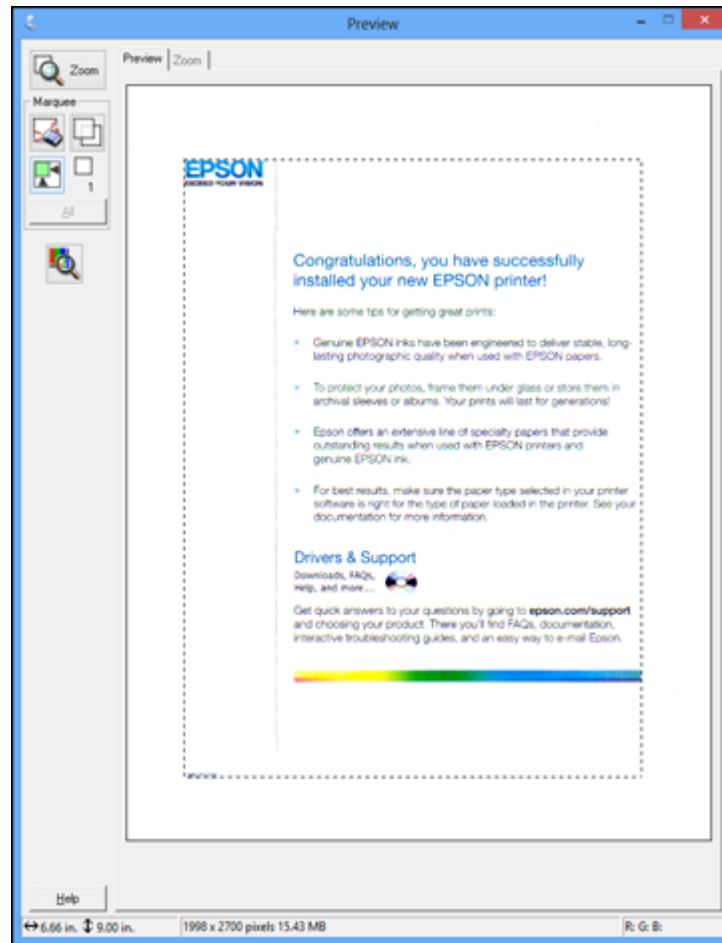 Preview
Zoom
Preview
Zoom
Marquee
1
All
EPSON
EXCEED YOUR VISION
Congratulations, you have successfully
installed your new EPSON printer!
Here are some tips for getting great prints:
Genuine EPSON inks have been engineered to deliver stable, long-
lasting photographic quality when used with EPSON papers.
To protect your photos, frame them under glass or store them in
archival sleeves or albums. Your prints will last for generations!
Epson offers an extensive line of specialty papers that provide
outstanding results when used with EPSON printers and
genuine EPSON ink.
For best results, make sure the paper type selected in your printer
software is right for the type of paper loaded in the printer. See your
documentation for more information.
Drivers & Support
Downloads, FAQs,
Help, and more...
Get quick answers to your questions by going to epson.com/support
and choosing your product. There you'll find FAQs, documentation,
interactive troubleshooting guides, and an easy way to e-mail Epson.
Help
6.66 in. 9.00 in. 1998 x 2700 pixels 15.43 MB R: G: B: